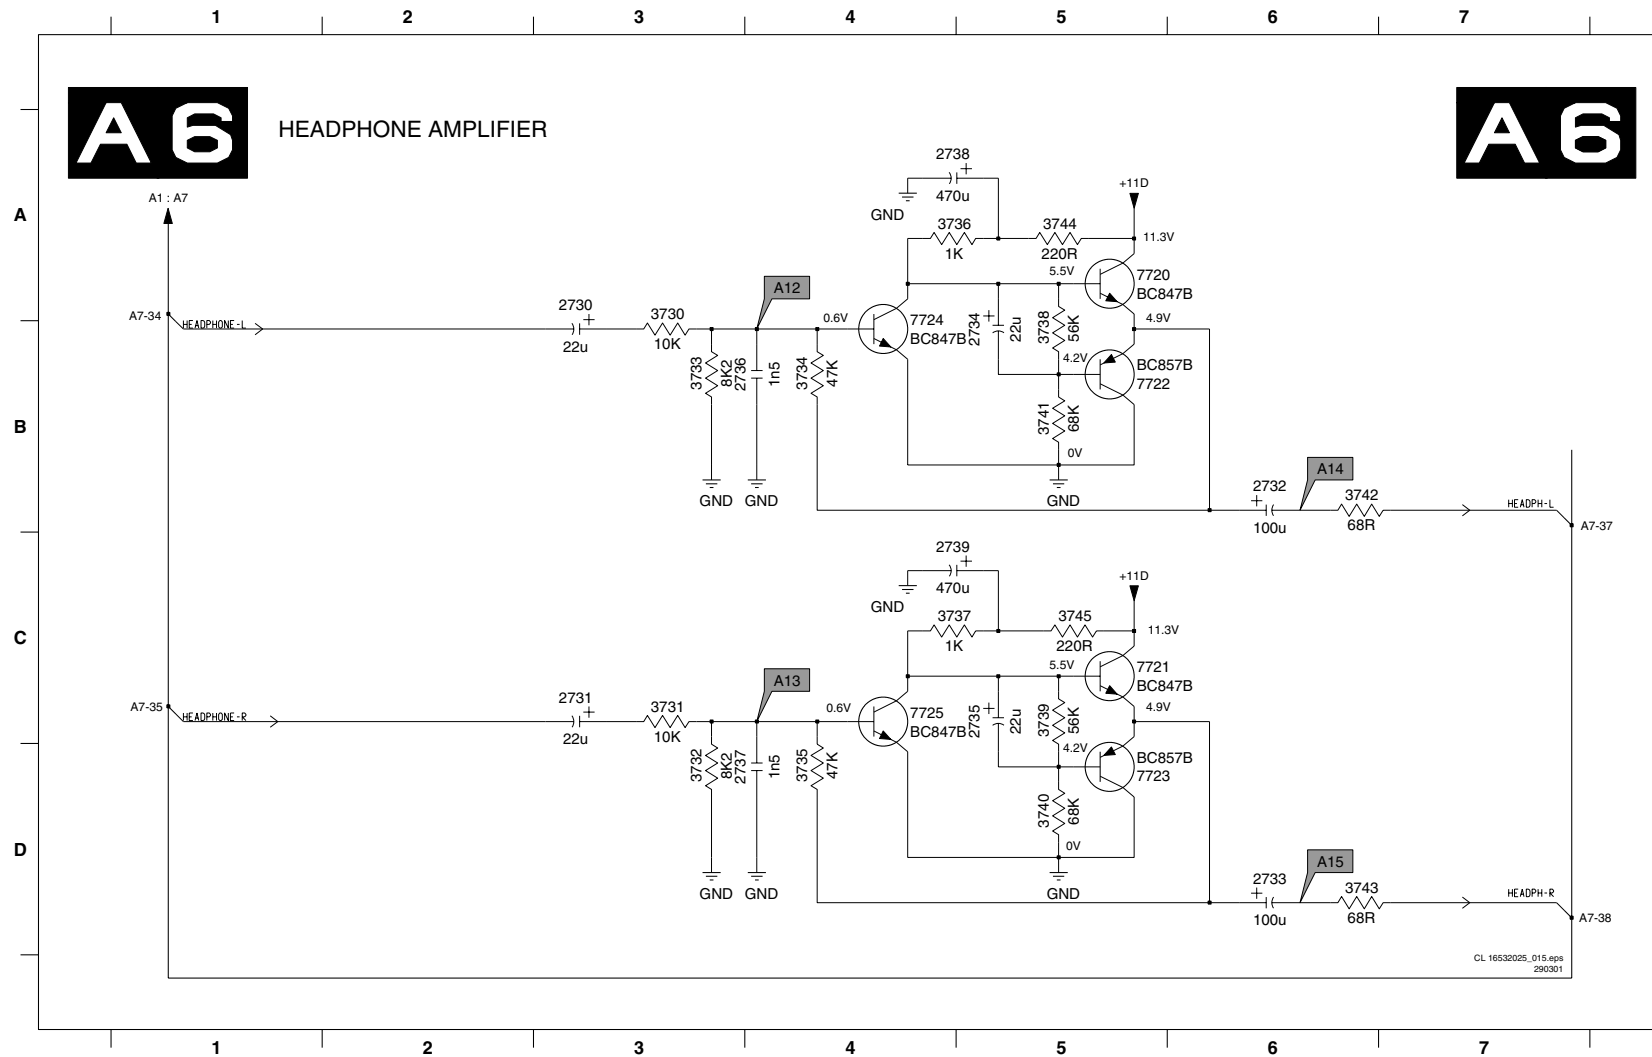 1 2 3 4 5 6 7
A6 HEADPHONE AMPLIFIER A6
A1 : A7
A
2738
470u
GND
+11D
3736
1K
3744
220R
11.3V
5.5V
7720
BC847B
A12
A7-34
HEADPHONE-L
2730
22u
3730
10K
0.6V
7724
BC847B
2734
22u
3738
56K
4.9V
4.2V
BC857B
7722
3733
8K2
2736
1n5
3734
47K
B
3741
68K
0V
GND GND GND
A14
2732
100u
3742
68R
HEADPH-L
A7-37
2739
470u
GND
+11D
C
3737
1K
3745
220R
11.3V
5.5V
7721
BC847B
A13
A7-35
HEADPHONE-R
2731
22u
3731
10K
0.6V
7725
BC847B
2735
22u
3739
56K
4.9V
4.2V
BC857B
7723
3732
8K2
2737
1n5
3735
47K
D
3740
68K
0V
GND GND GND
A15
2733
100u
3743
68R
HEADPH-R
A7-38
CL 16532025_015.eps
290301
1 2 3 4 5 6 7